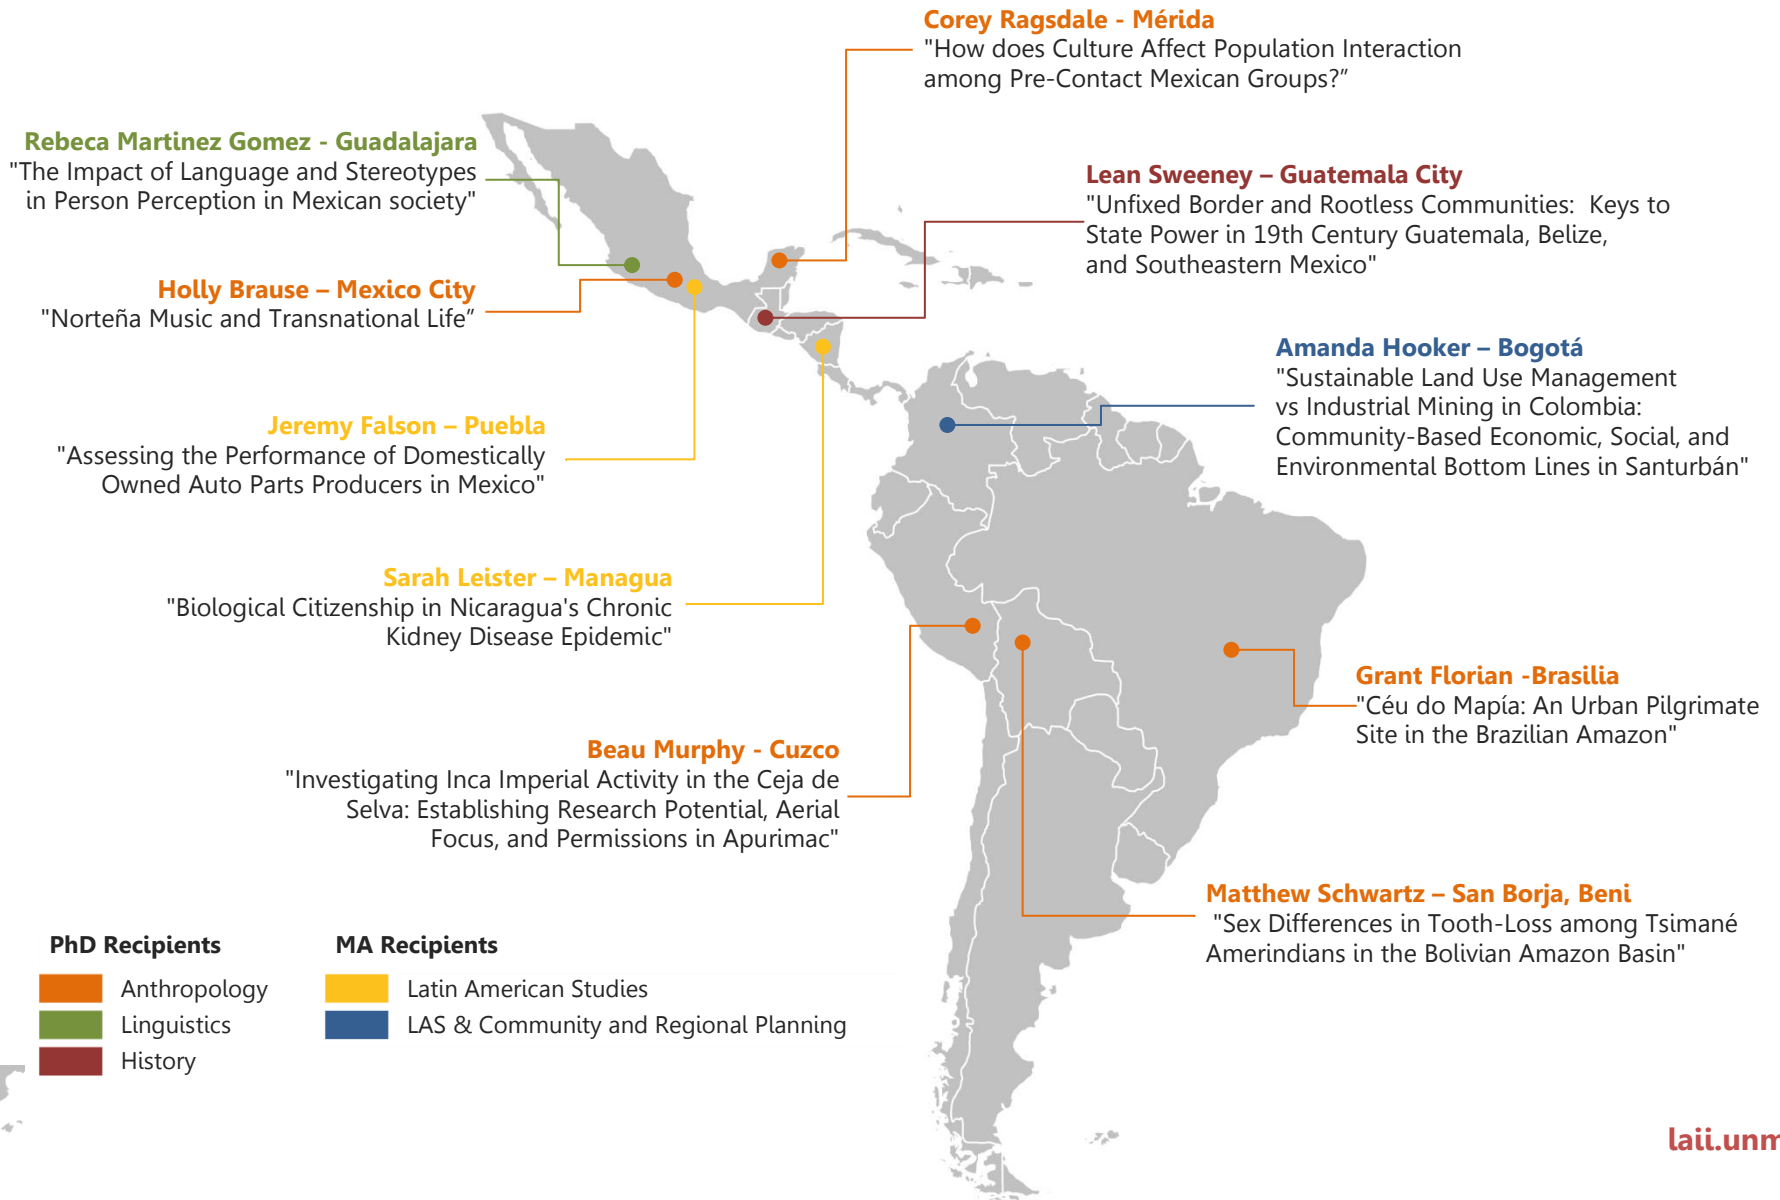 Corey Ragsdale - Mérida
"How does Culture Affect Population Interaction
among Pre-Contact Mexican Groups?”
Rebeca Martinez Gomez - Guadalajara
"The Impact of Language and Stereotypes
in Person Perception in Mexican society"
Lean Sweeney – Guatemala City
"Unfixed Border and Rootless Communities: Keys to
State Power in 19th Century Guatemala, Belize,
and Southeastern Mexico"
Holly Brause – Mexico City
"Norteña Music and Transnational Life”
Amanda Hooker – Bogotá
"Sustainable Land Use Management
vs Industrial Mining in Colombia:
Community-Based Economic, Social, and
Environmental Bottom Lines in Santurbán"
Jeremy Falson – Puebla
"Assessing the Performance of Domestically
Owned Auto Parts Producers in Mexico"
Sarah Leister – Managua
"Biological Citizenship in Nicaragua's Chronic
Kidney Disease Epidemic"
Grant Florian -Brasilia
"Céu do Mapía: An Urban Pilgrimate
Site in the Brazilian Amazon"
Beau Murphy - Cuzco
"Investigating Inca Imperial Activity in the Ceja de
Selva: Establishing Research Potential, Aerial
Focus, and Permissions in Apurimac"
Matthew Schwartz – San Borja, Beni
"Sex Differences in Tooth-Loss among Tsimané
Amerindians in the Bolivian Amazon Basin"
PhD Recipients
Anthropology
Linguistics
History
MA Recipients
Latin American Studies
LAS & Community and Regional Planning
laii.unm